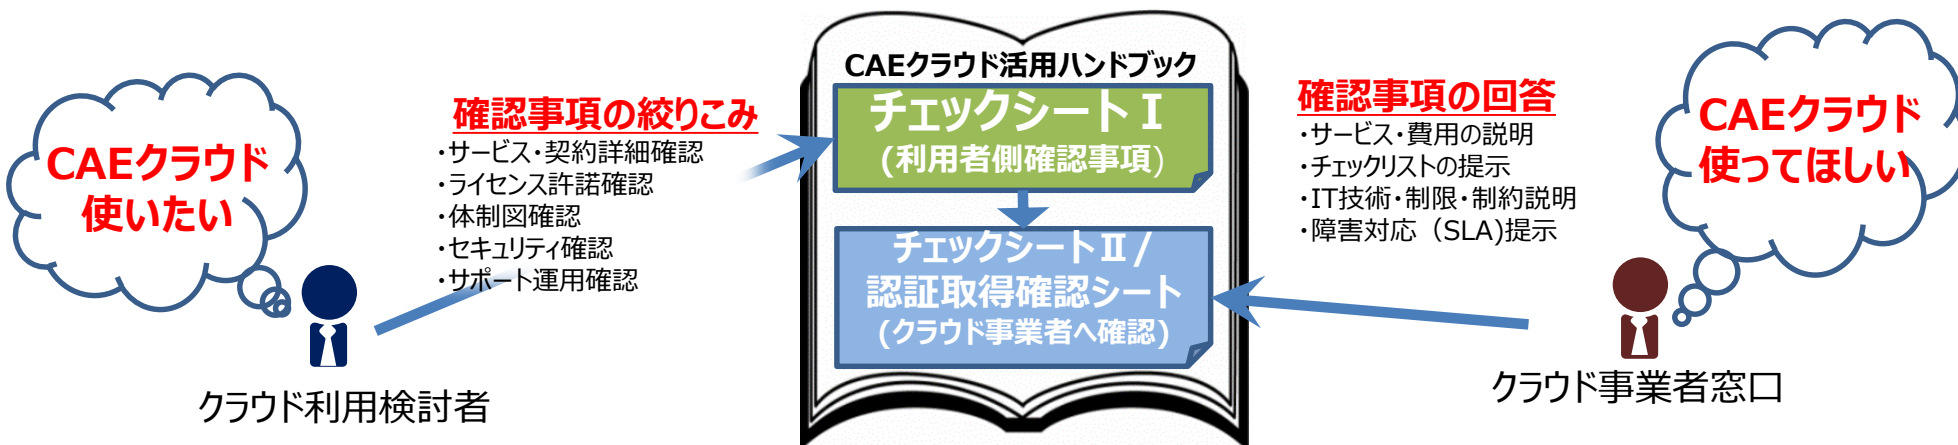 CAEクラウド
使いたい
クラウド利用検討者
確認事項の絞りこみ
・サービス・契約詳細確認
・ライセンス許諾確認
・体制図確認
・セキュリティ確認
・サポート運用確認
CAEクラウド活用ハンドブック
チェックシートⅠ
(利用者側確認事項)
チェックシートⅡ/
認証取得確認シート
(クラウド事業者へ確認)
確認事項の回答
・サービス・費用の説明
・チェックリストの提示
・IT技術・制限・制約説明
・障害対応（SLA)提示
CAEクラウド
使ってほしい
クラウド事業者窓口